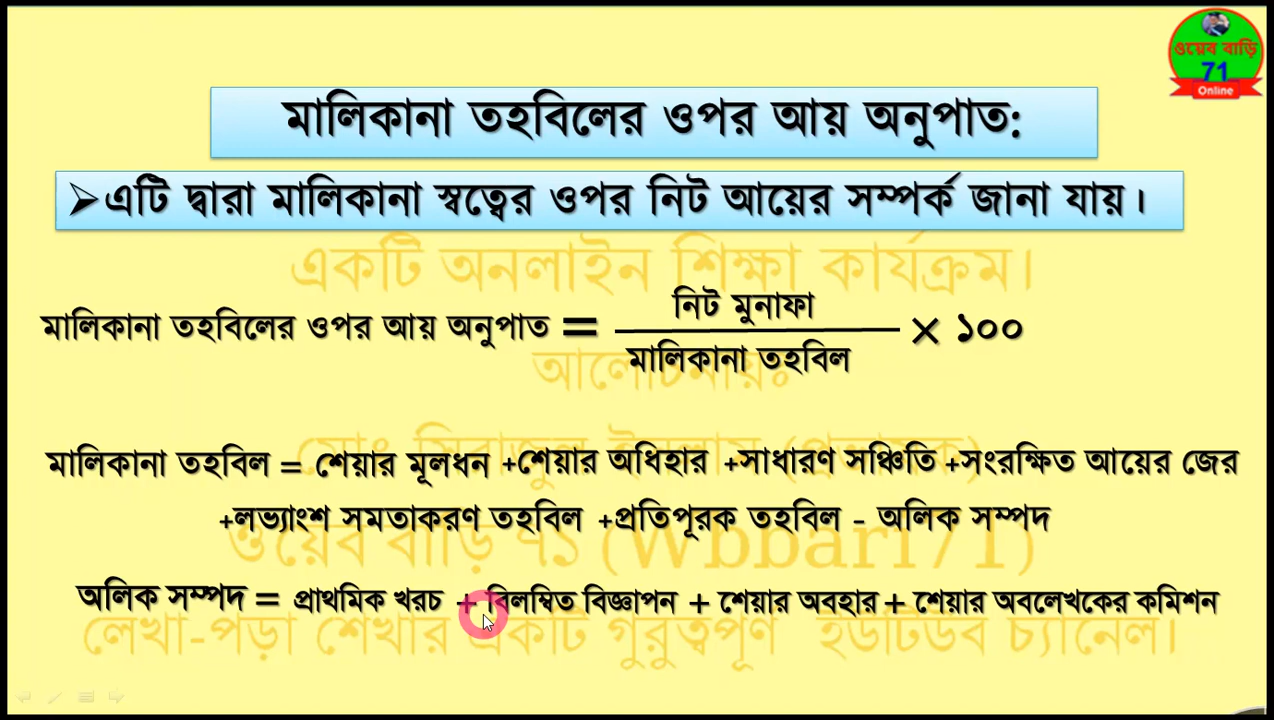 ওয়েব বাড়ি
71
Online
মালিকানা তহবিলের ওপর আয় অনুপাত:
➢এটি দ্বারা মালিকানা স্বত্বের ওপর নিট আয়ের সম্পর্ক জানা যায়।
একটি অনলাইন শিক্ষা কার্যক্রম।
মালিকানা তহবিলের ওপর আয় অনুপাত = নিট মুনাফা / মালিকানা তহবিল × ১০০
আলোচনায়ঃ
মোঃ সিরাজুল ইসলাম (প্রভাষক)
মালিকানা তহবিল = শেয়ার মূলধন +শেয়ার অধিহার +সাধারণ সঞ্চিতি +সংরক্ষিত আয়ের জের
+লভ্যাংশ সমতাকরণ তহবিল +প্রতিপূরক তহবিল - অলিক সম্পদ
ওয়েব বাড়ি ৭১ (Wbbari71)
অলিক সম্পদ = প্রাথমিক খরচ + বিলম্বিত বিজ্ঞাপন + শেয়ার অবহার + শেয়ার অবলেখকের কমিশন
লেখা-পড়া শেখার একটি গুরুত্বপূর্ণ ইউটিউব চ্যানেল।